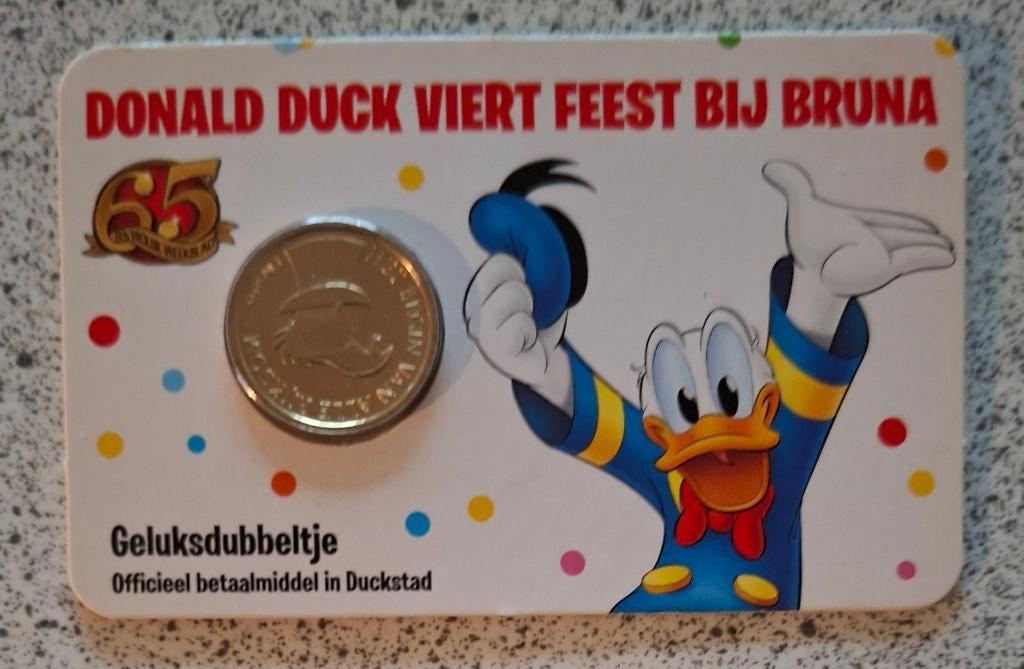 DONALD DUCK VIERT FEEST BIJ BRUNA
65
Geluksdubbeltje
Officieel betaalmiddel in Duckstad